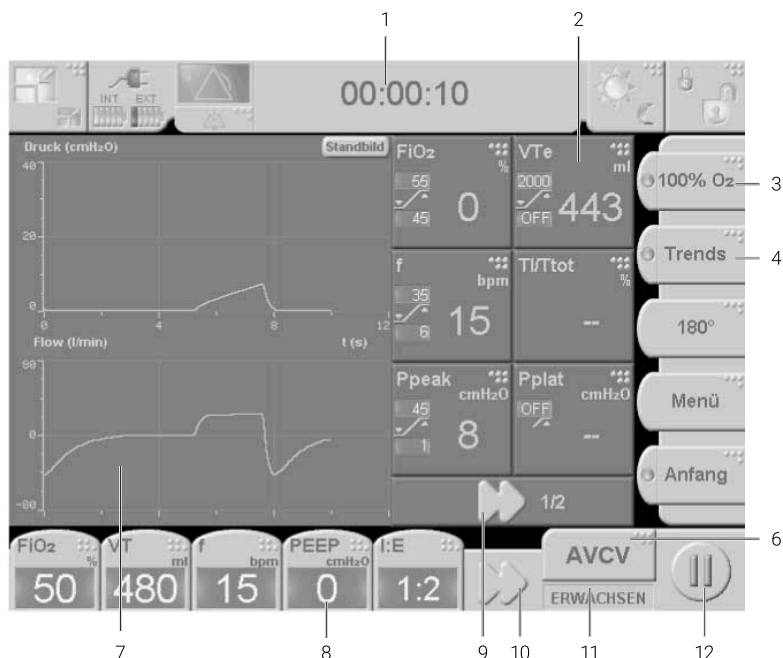 1 2
INT EXT
00:00:10
Druck (cmH₂O) Standbild
40
20
0
0 4 8 12
Flow (l/min) t (s)
80
0
-80
FiO₂ %
55
45
0
VTe ml
2000
OFF
443
f bpm
35
6
15
TI/Ttot %
--
Ppeak cmH₂O
45
1
8
Pplat cmH₂O
OFF
--
1/2
100% O₂ 3
Trends 4
180°
Menü
Anfang
6
FiO₂ %
50
VT ml
480
f bpm
15
PEEP cmH₂O
0
I:E
1:2
AVCV
ERWACHSEN
7 8 9 10 11 12